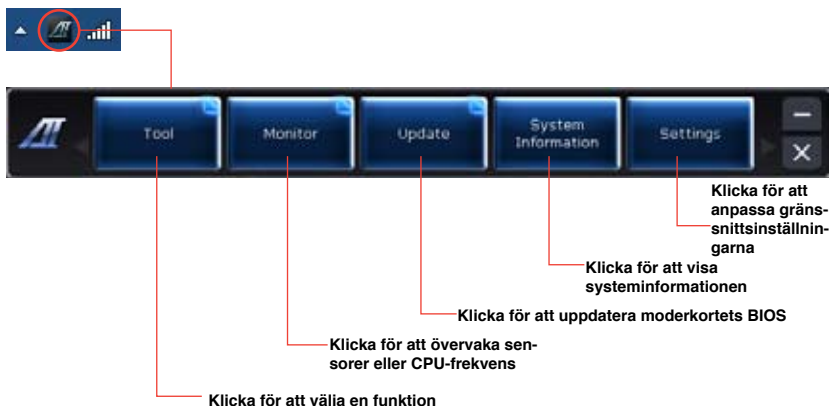 Tool
Monitor
Update
System
Information
Settings
Klicka för att
anpassa gräns-
snittsinställnin-
garna
Klicka för att visa
systeminformationen
Klicka för att uppdatera moderkortets BIOS
Klicka för att övervaka sen-
sorer eller CPU-frekvens
Klicka för att välja en funktion